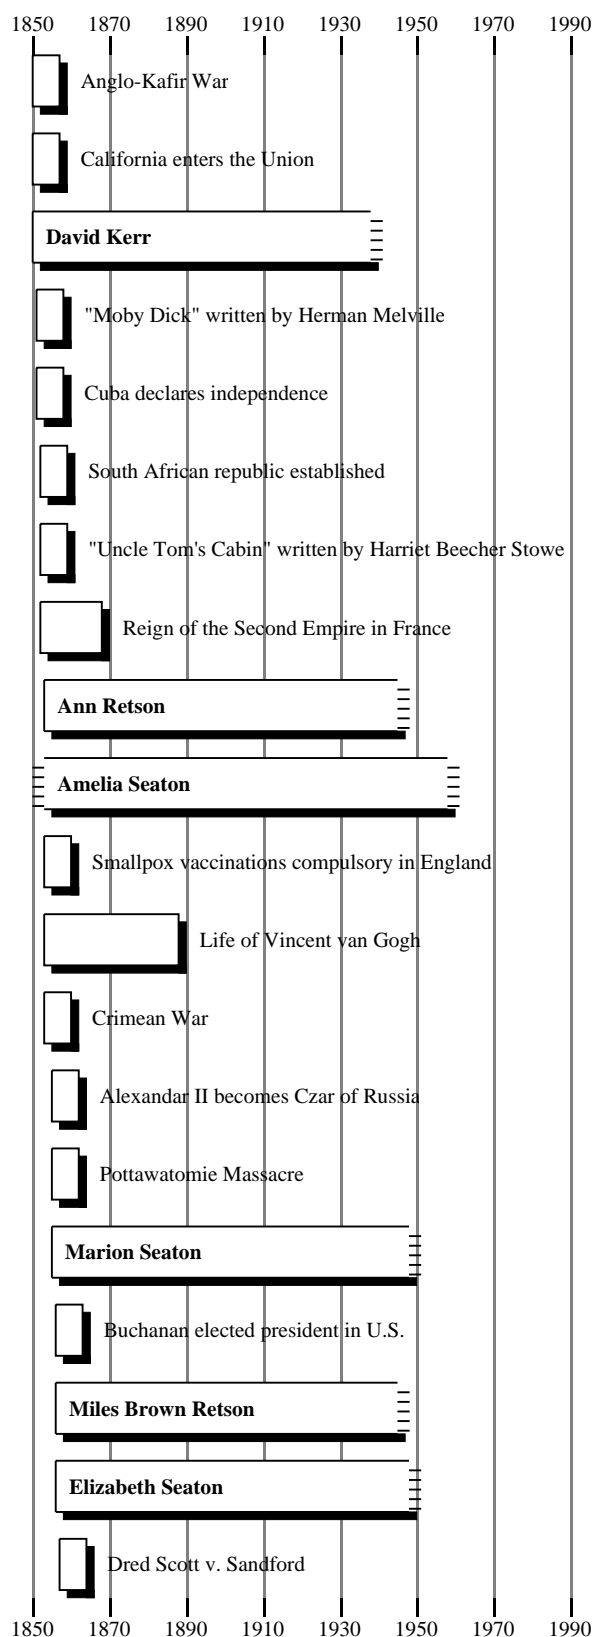 1850 1870 1890 1910 1930 1950 1970 1990
Anglo-Kafir War
California enters the Union
David Kerr
"Moby Dick" written by Herman Melville
Cuba declares independence
South African republic established
"Uncle Tom's Cabin" written by Harriet Beecher Stowe
Reign of the Second Empire in France
Ann Retson
Amelia Seaton
Smallpox vaccinations compulsory in England
Life of Vincent van Gogh
Crimean War
Alexandar II becomes Czar of Russia
Pottawatomie Massacre
Marion Seaton
Buchanan elected president in U.S.
Miles Brown Retson
Elizabeth Seaton
Dred Scott v. Sandford
1850 1870 1890 1910 1930 1950 1970 1990